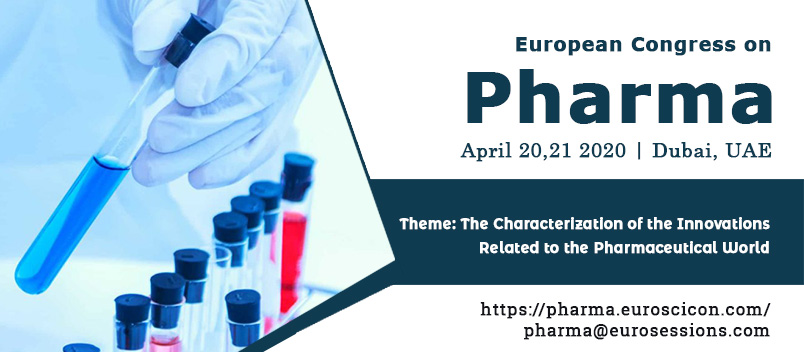 European Congress on
Pharma
April 20,21 2020 | Dubai, UAE
Theme: The Characterization of the Innovations
Related to the Pharmaceutical World
https://pharma.euroscicon.com/
pharma@eurosessions.com